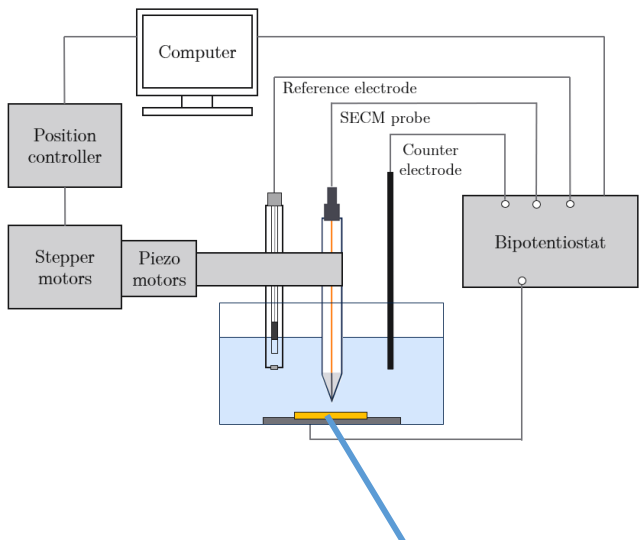 Computer
Reference electrode
SECM probe
Position
controller
Counter
electrode
Stepper
motors
Piezo
motors
Bipotentiostat